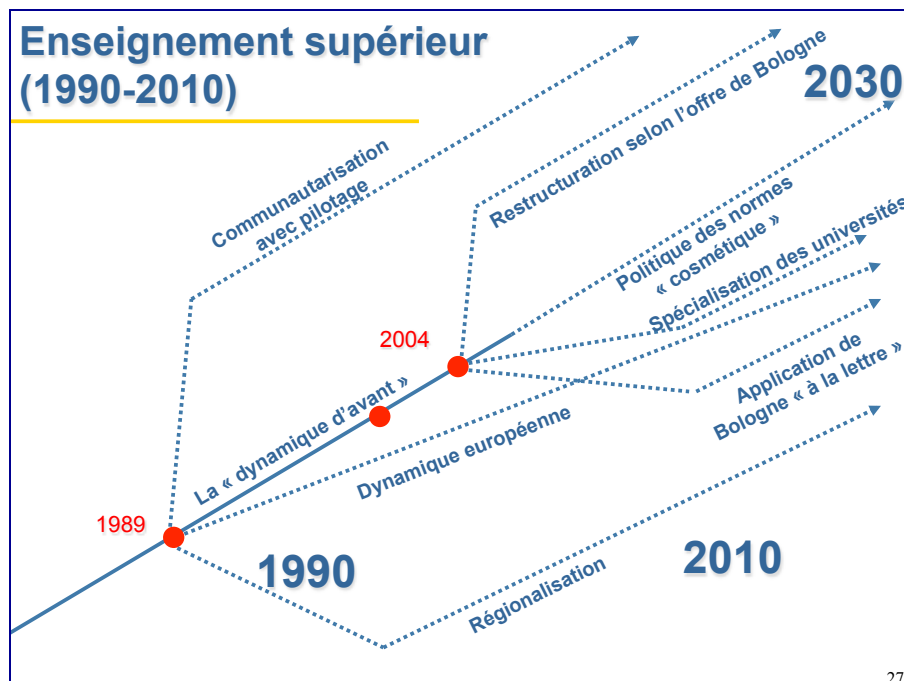 Enseignement supérieur
(1990-2010)
2030
Communautarisation
avec pilotage
Restructuration selon l'offre de Bologne
Politique des normes
« cosmétique »
Spécialisation des universités
2004
La « dynamique d'avant »
Application de
Bologne « à la lettre »
Dynamique européenne
1989
1990
2010
Régionalisation
27